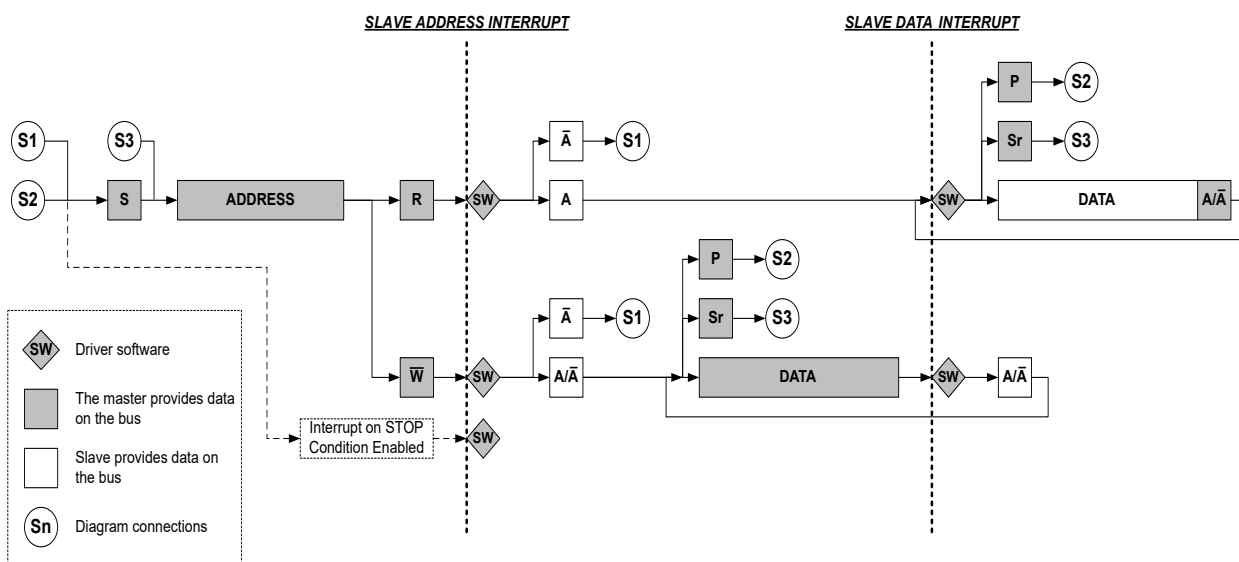 SLAVE ADDRESS INTERRUPT
SLAVE DATA INTERRUPT
P
S2
S1
S3
A̅
S1
Sr
S3
S2
S
ADDRESS
R
SW
A
SW
DATA
A/A̅
P
S2
A̅
S1
Sr
S3
W̅
SW
A/A̅
DATA
SW
A/A̅
Interrupt on STOP
Condition Enabled
SW
SW
Driver software
The master provides data
on the bus
Slave provides data on
the bus
Sn
Diagram connections